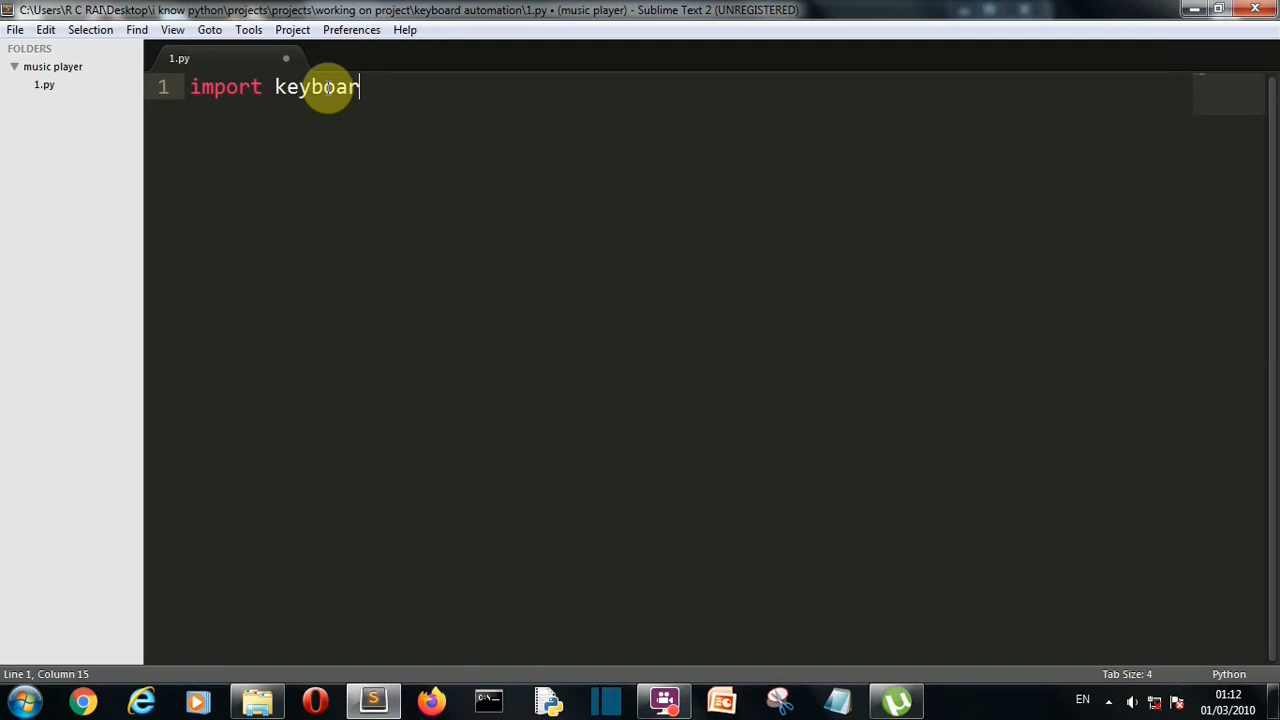 C:\Users\R C RAI\Desktop\i know python\projects\projects\working on project\keyboard automation\1.py • (music player) - Sublime Text 2 (UNREGISTERED)
File Edit Selection Find View Goto Tools Project Preferences Help
FOLDERS
music player
1.py
1.py
1 import keyboar
Line 1, Column 15
Tab Size: 4
Python
EN
01:12
01/03/2010